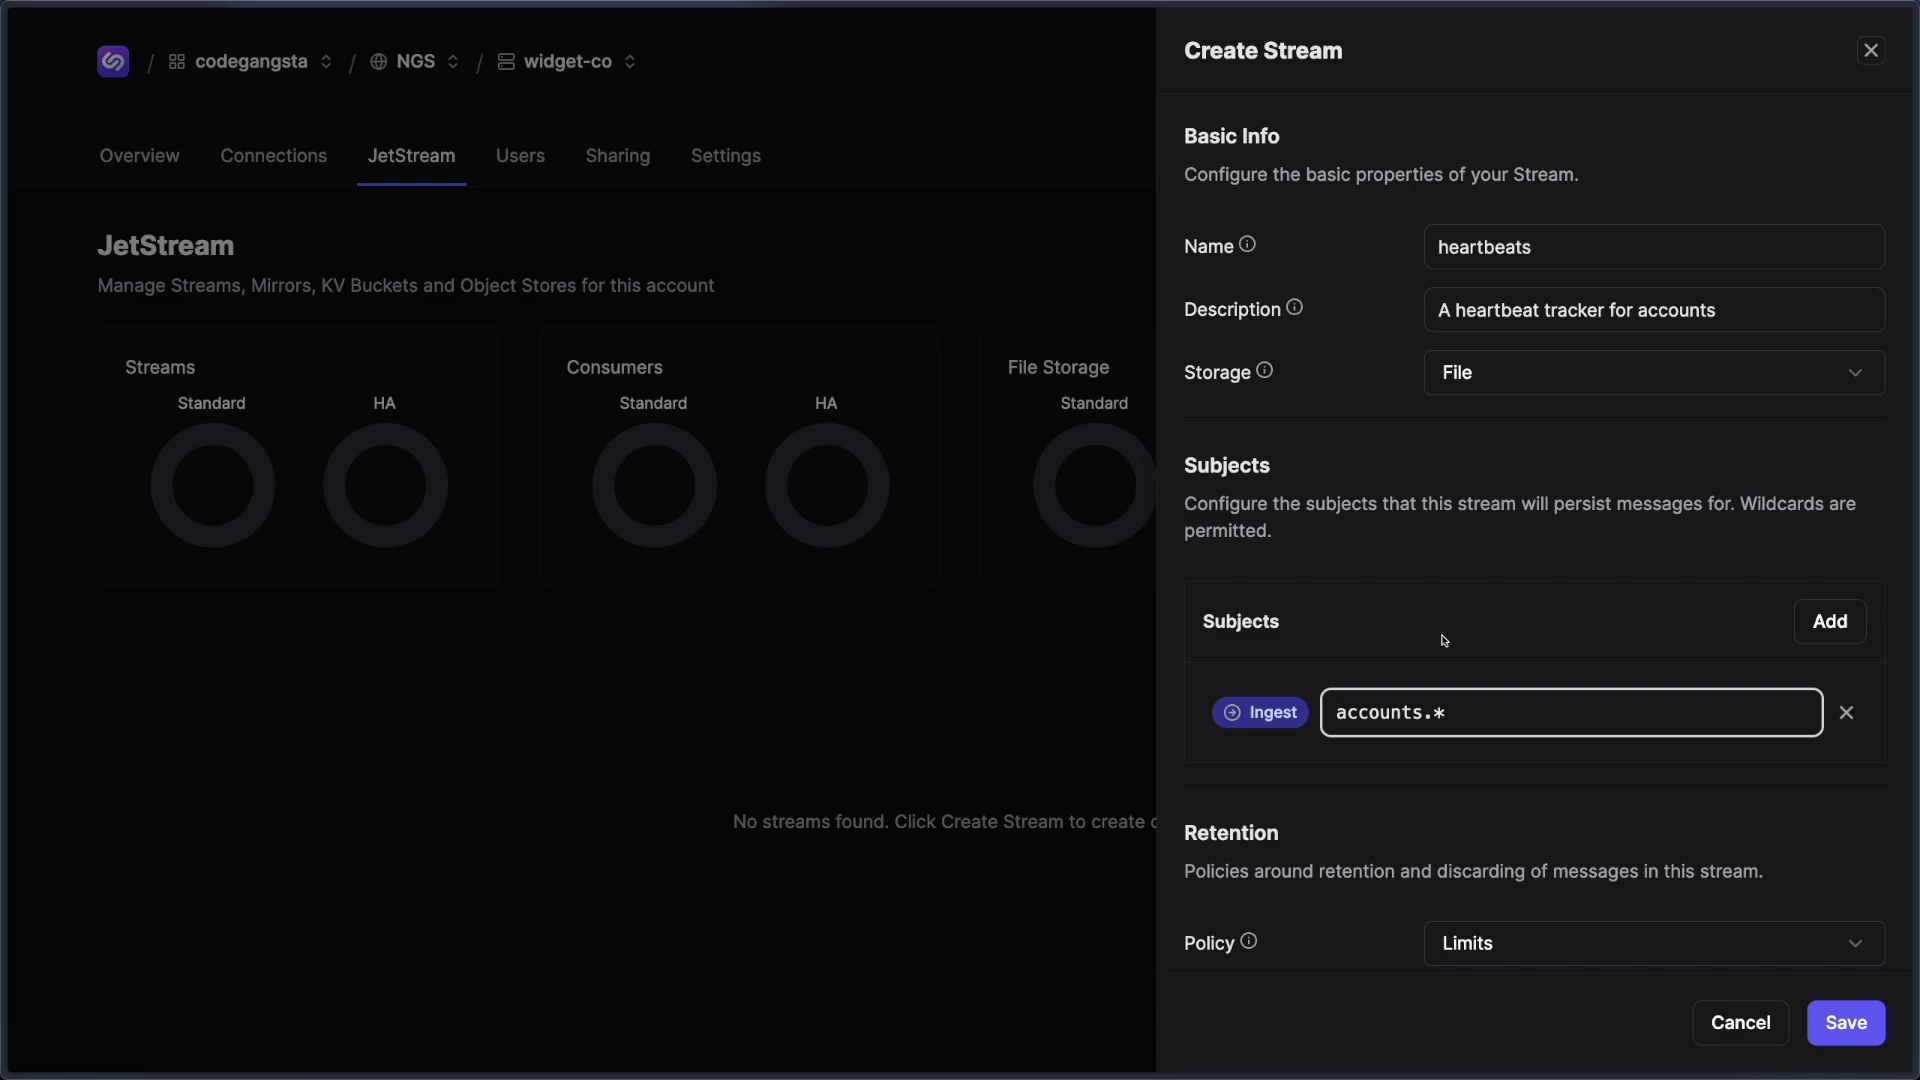 / codegangsta / NGS / widget-co
Overview Connections JetStream Users Sharing Settings
JetStream
Manage Streams, Mirrors, KV Buckets and Object Stores for this account
Streams
Standard HA
Consumers
Standard HA
File Storage
Standard
No streams found. Click Create Stream to create
Create Stream
Basic Info
Configure the basic properties of your Stream.
Name heartbeats
Description A heartbeat tracker for accounts
Storage File
Subjects
Configure the subjects that this stream will persist messages for. Wildcards are
permitted.
Subjects Add
Ingest accounts.*
Retention
Policies around retention and discarding of messages in this stream.
Policy Limits
Cancel Save